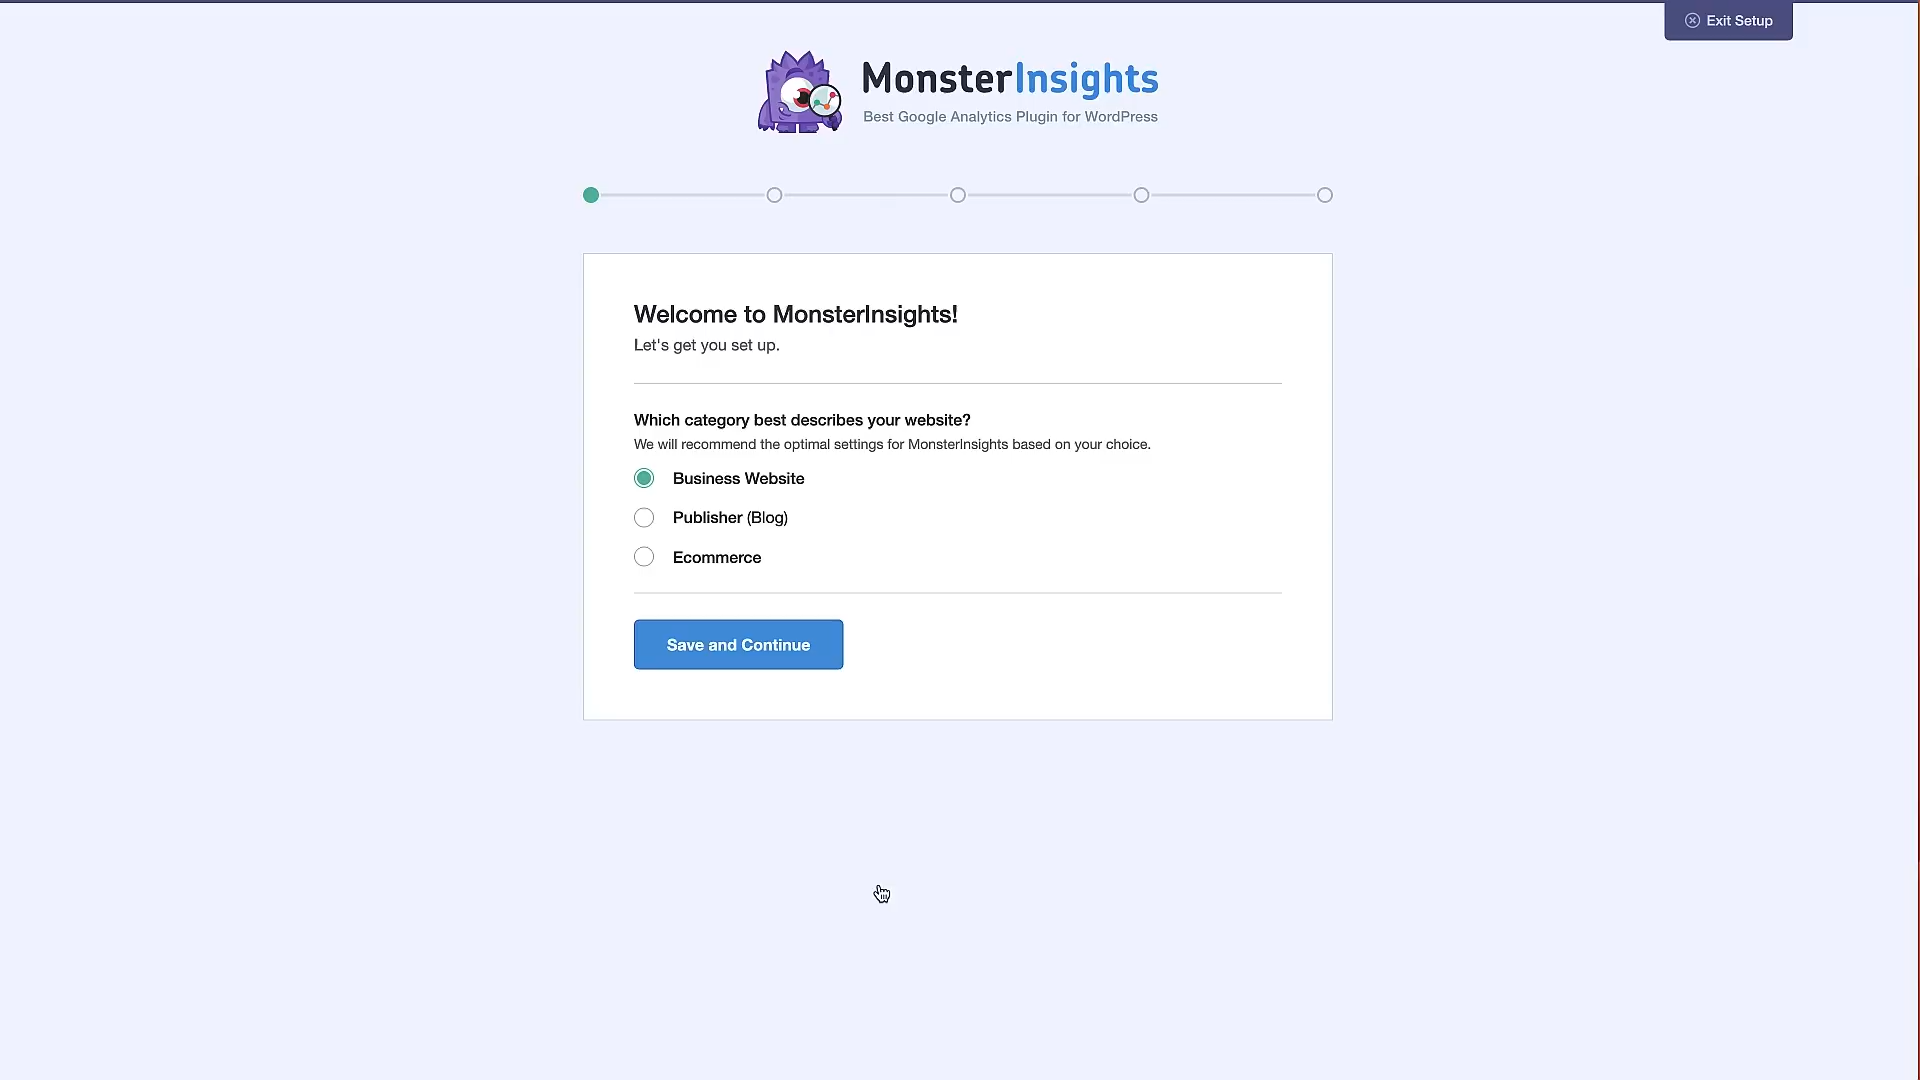 Exit Setup
MonsterInsights
Best Google Analytics Plugin for WordPress
Welcome to MonsterInsights!
Let's get you set up.
Which category best describes your website?
We will recommend the optimal settings for MonsterInsights based on your choice.
Business Website
Publisher (Blog)
Ecommerce
Save and Continue